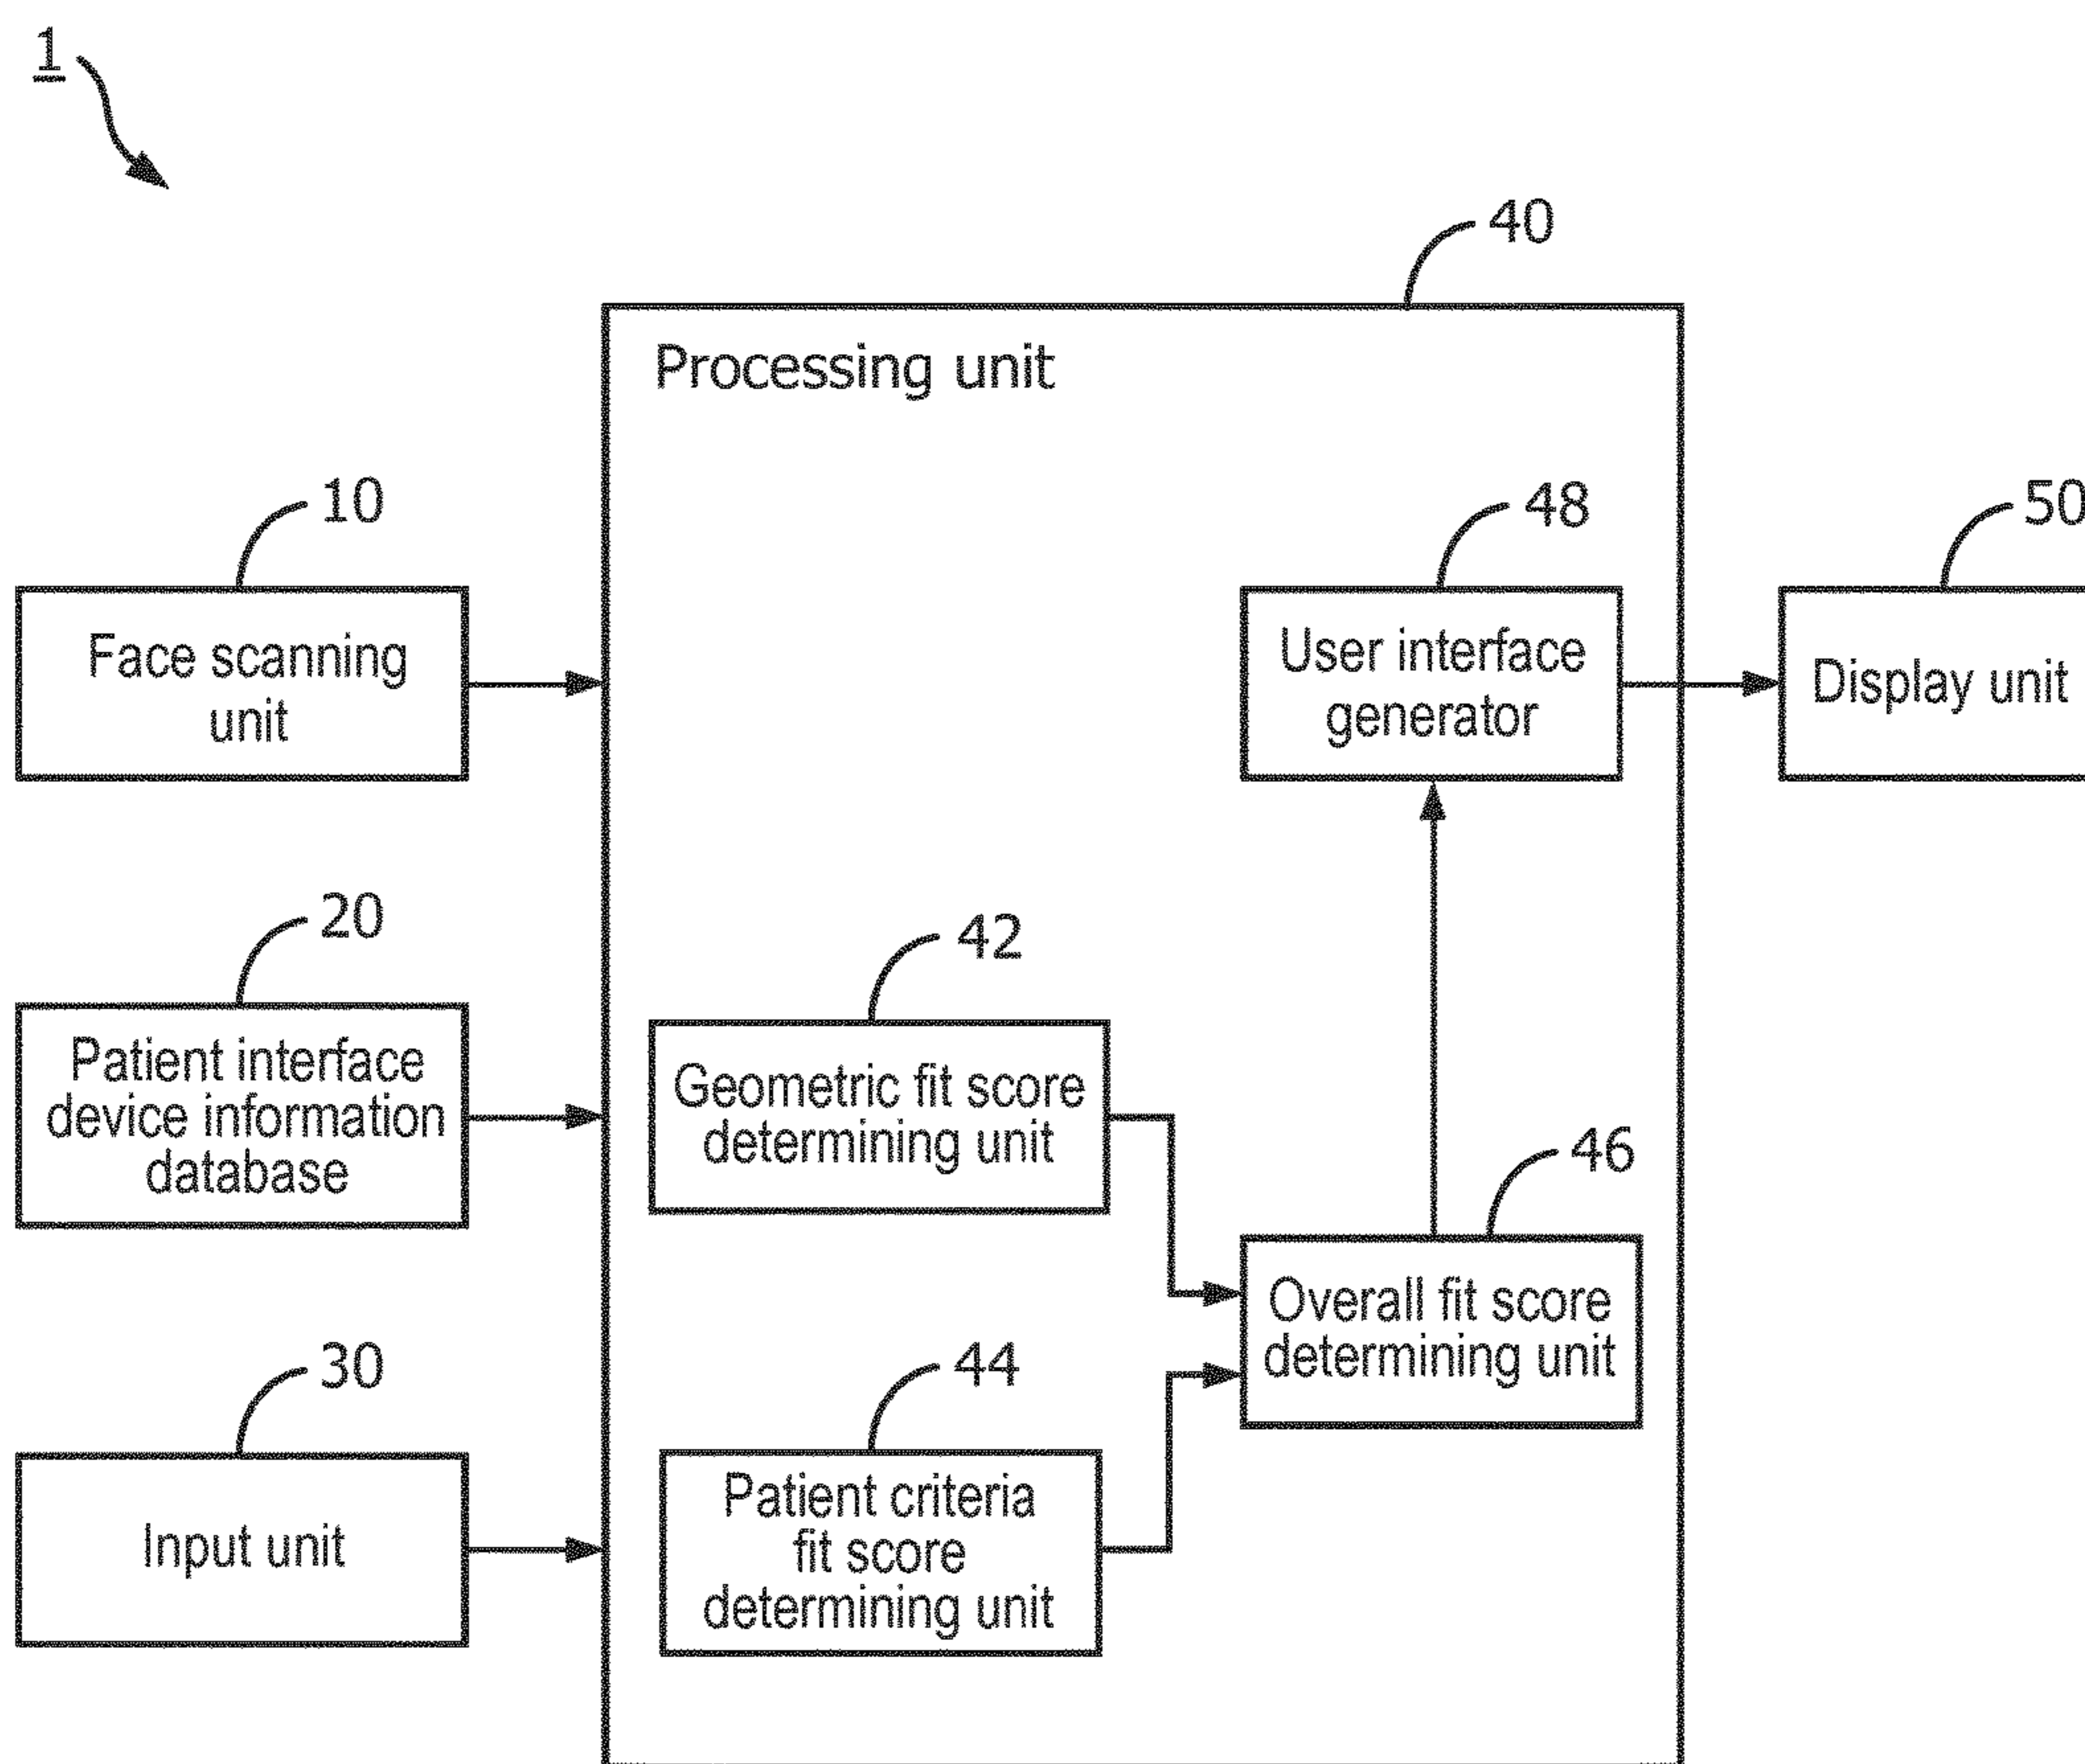 1
40
Processing unit
10
48
50
Face scanning
unit
User interface
generator
Display unit
20
42
Patient interface
device information
database
Geometric fit score
determining unit
46
Overall fit score
determining unit
30
44
Input unit
Patient criteria
fit score
determining unit